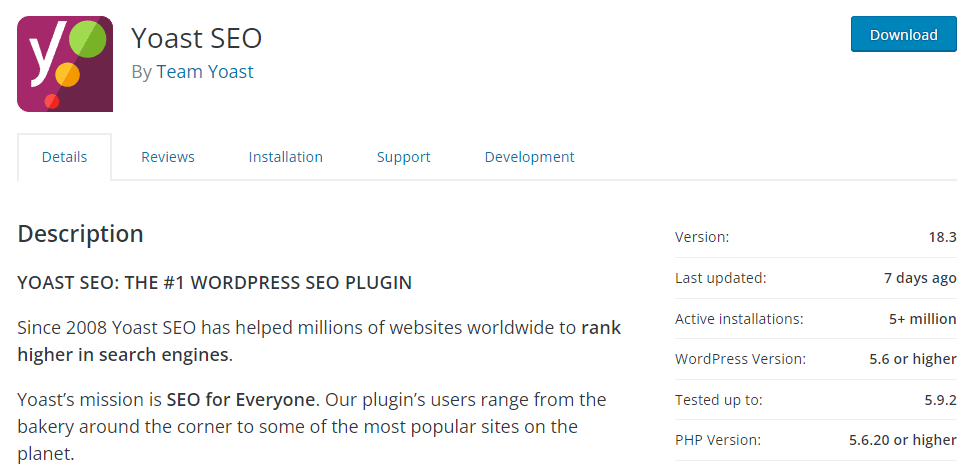 y
Yoast SEO
By Team Yoast
Download
Details
Reviews
Installation
Support
Development
Description
YOAST SEO: THE #1 WORDPRESS SEO PLUGIN
Since 2008 Yoast SEO has helped millions of websites worldwide to rank
higher in search engines.
Yoast’s mission is SEO for Everyone. Our plugin’s users range from the
bakery around the corner to some of the most popular sites on the
planet.
Version: 18.3
Last updated: 7 days ago
Active installations: 5+ million
WordPress Version: 5.6 or higher
Tested up to: 5.9.2
PHP Version: 5.6.20 or higher